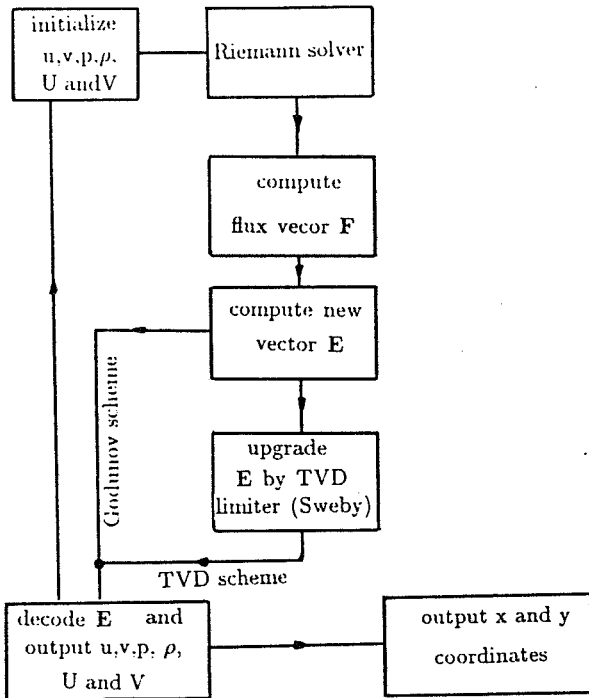 initialize
u,v,p,ρ,
U and V
Riemann solver
compute
flux vecor F
compute new
vector E
Godunov scheme
upgrade
E by TVD
limiter (Sweby)
TVD scheme
decode E and
output u,v,p, ρ,
U and V
output x and y
coordinates